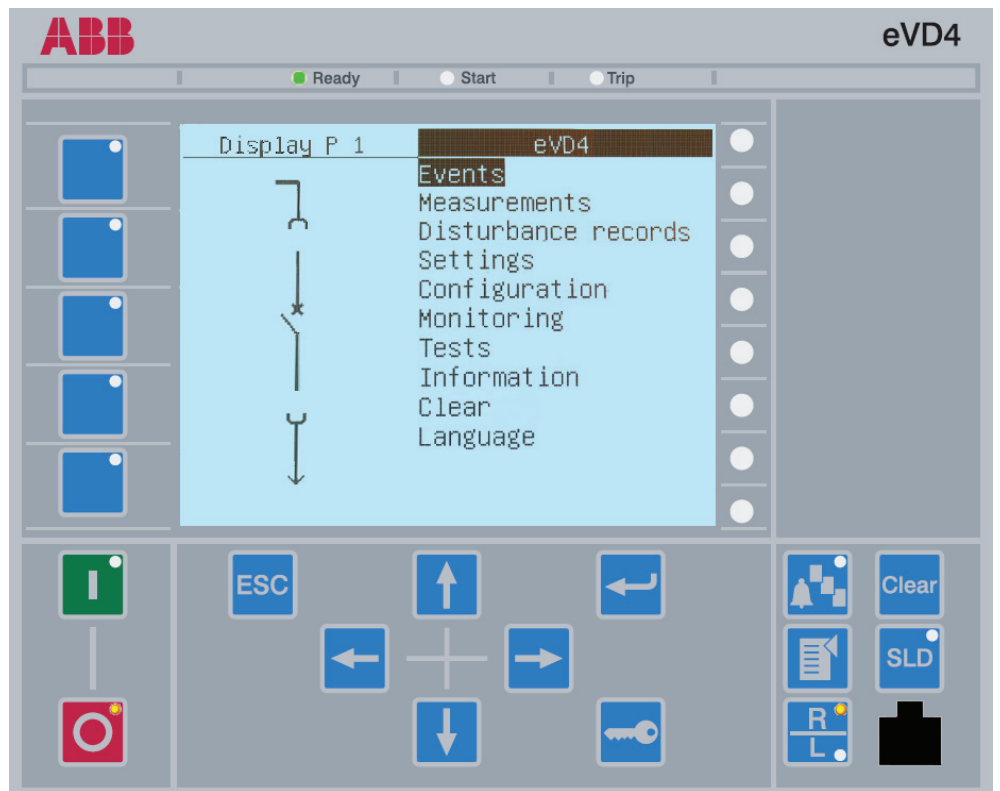 ABB
eVD4
Ready Start Trip
Display P 1
eVD4
Events
Measurements
Disturbance records
Settings
Configuration
Monitoring
Tests
Information
Clear
Language
I
ESC
Clear
SLD
O
R
L